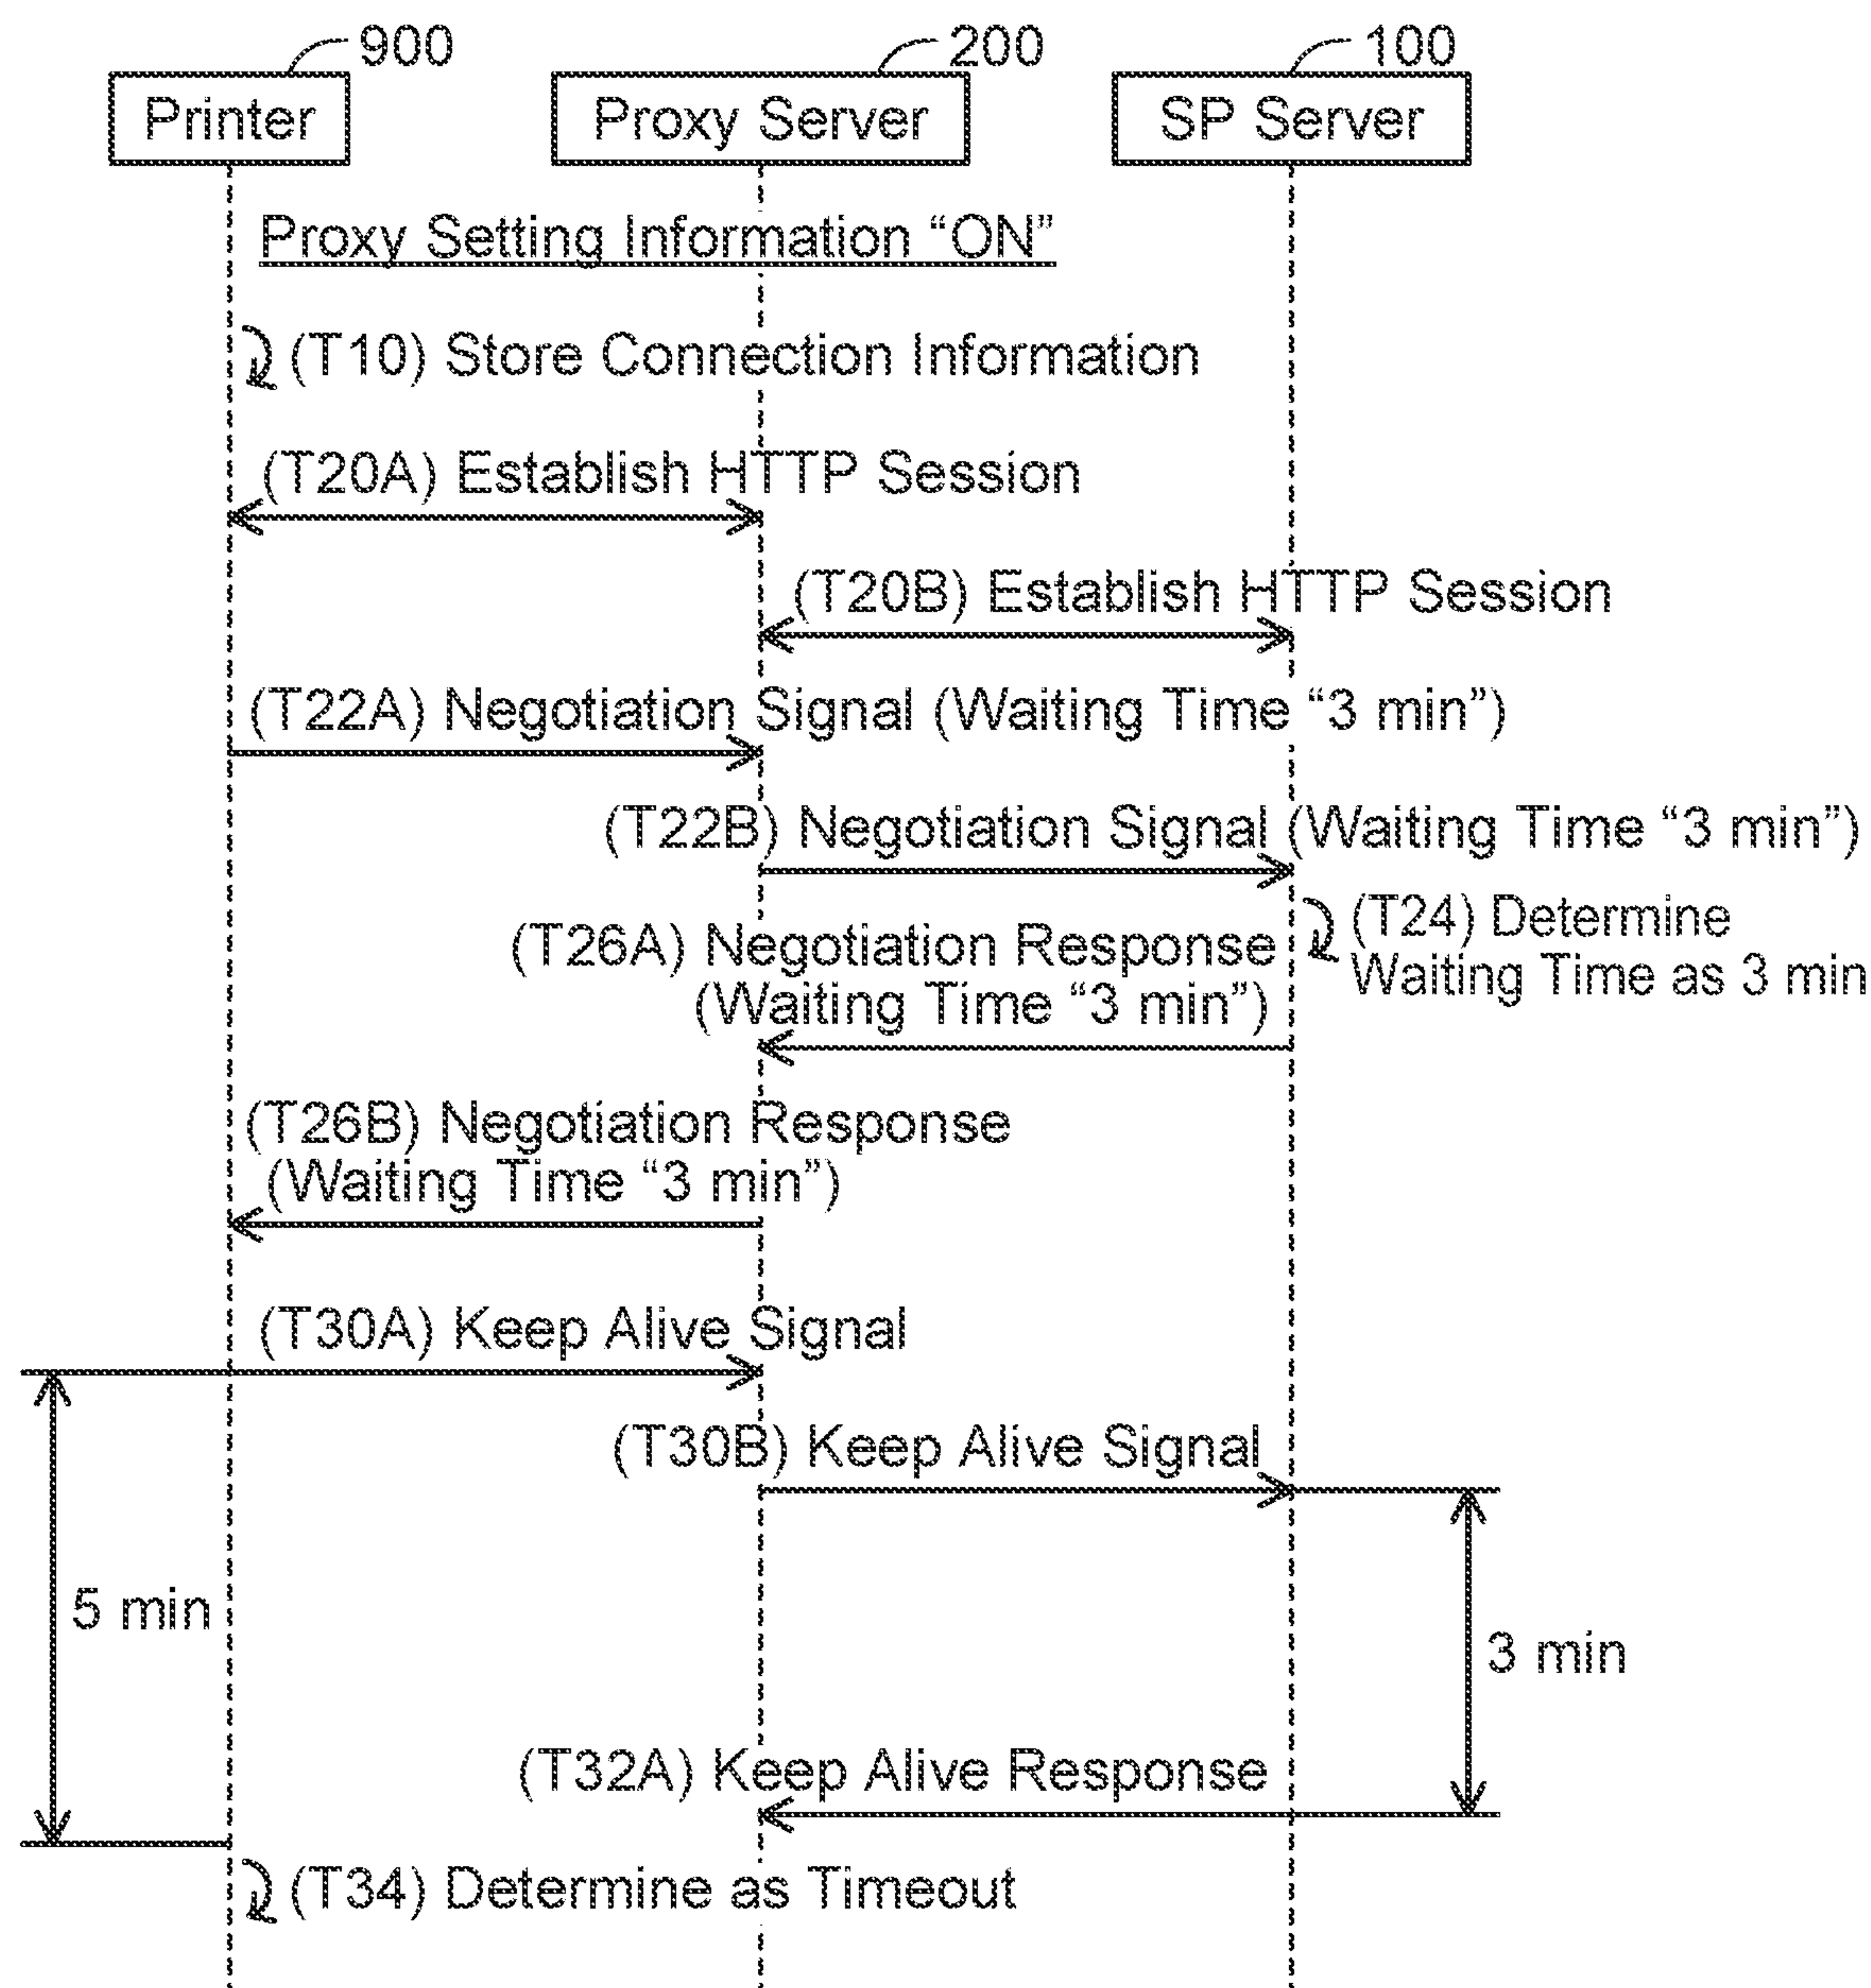 900
200
100
Printer
Proxy Server
SP Server
Proxy Setting Information “ON”
(T10) Store Connection Information
(T20A) Establish HTTP Session
(T20B) Establish HTTP Session
(T22A) Negotiation Signal (Waiting Time “3 min”)
(T22B) Negotiation Signal (Waiting Time “3 min”)
(T24) Determine
Waiting Time as 3 min
(T26A) Negotiation Response
(Waiting Time “3 min”)
(T26B) Negotiation Response
(Waiting Time “3 min”)
(T30A) Keep Alive Signal
(T30B) Keep Alive Signal
5 min
3 min
(T32A) Keep Alive Response
(T34) Determine as Timeout